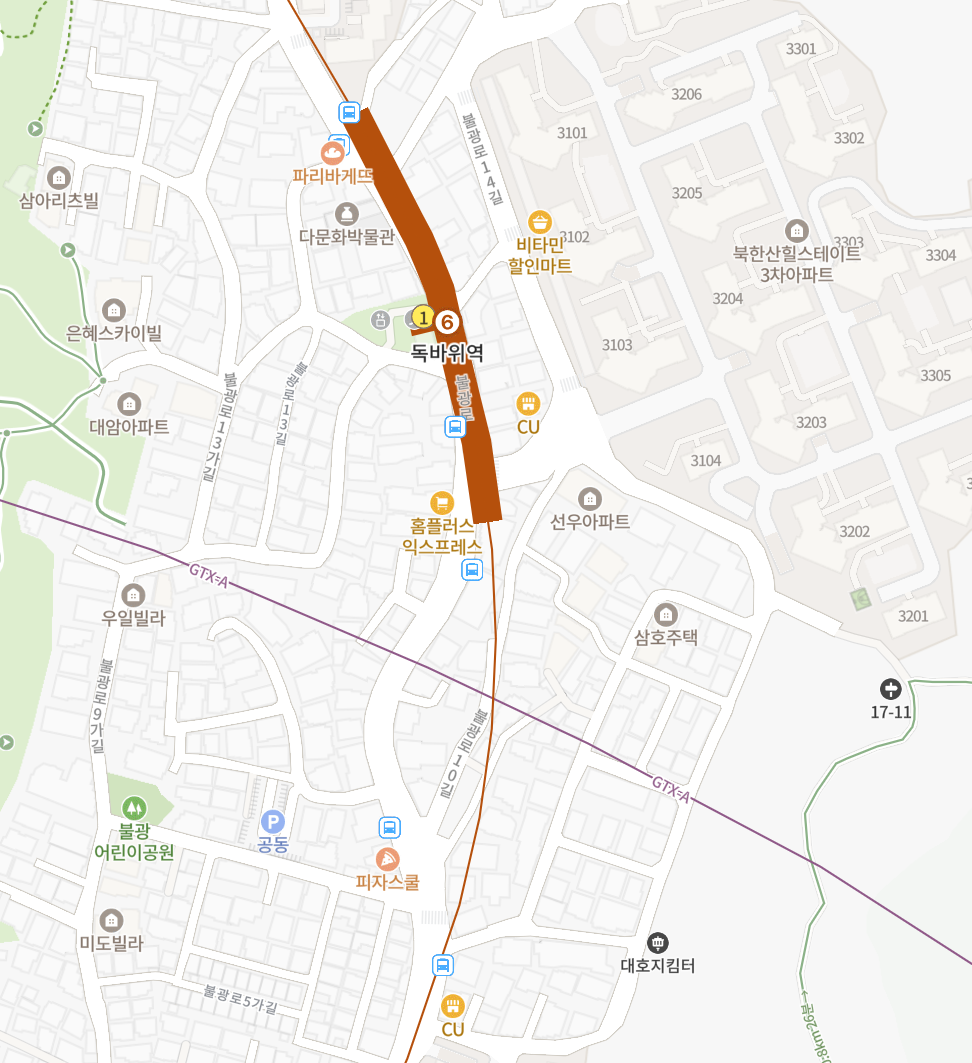 3301
3206
3101
3302
불광로14길
파리바게뜨
삼아리츠빌
3205
다문화박물관
3102
비타민
할인마트
3303
북한산힐스테이트
3차아파트
3304
3204
1
6
은혜스카이빌
독바위역
3103
불광로13길
불광로13가길
불광로
3305
대암아파트
CU
3203
3104
홈플러스
익스프레스
선우아파트
3202
GTX-A
우일빌라
3201
삼호주택
불광로9가길
17-11
불광로10길
GTX-A
P
공동
불광
어린이공원
피자스쿨
미도빌라
대호지킴터
불광로5가길
CU